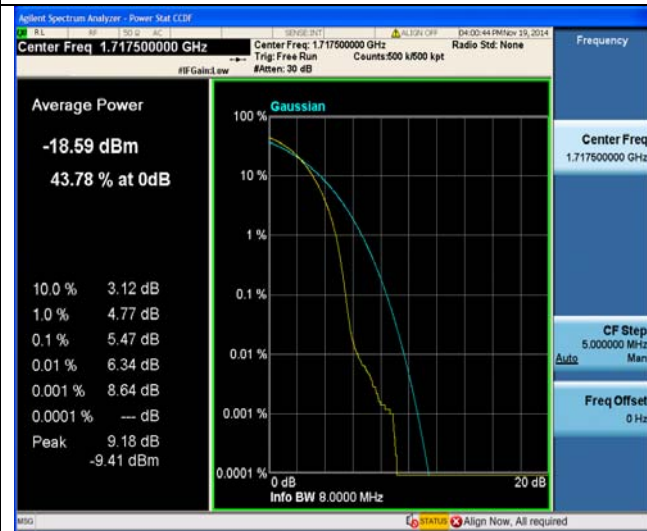 Agilent Spectrum Analyzer - Power Stat CCDF
RL RF 50 Ω AC SENSE:INT ALIGN OFF 04:00:44 PM Nov 19, 2014
Center Freq 1.717500000 GHz
Center Freq: 1.717500000 GHz Radio Std: None
Trig: Free Run Counts:500 k/500 kpt
#IFGain:Low #Atten: 30 dB
Frequency
Average Power
-18.59 dBm
43.78 % at 0dB
10.0 % 3.12 dB
1.0 % 4.77 dB
0.1 % 5.47 dB
0.01 % 6.34 dB
0.001 % 8.64 dB
0.0001 % --- dB
Peak 9.18 dB
-9.41 dBm
Gaussian
100 %
10 %
1 %
0.1 %
0.01 %
0.001 %
0.0001 %
0 dB 20 dB
Info BW 8.0000 MHz
Center Freq
1.717500000 GHz
CF Step
5.000000 MHz
Auto Man
Freq Offset
0 Hz
MSG STATUS Align Now, All required